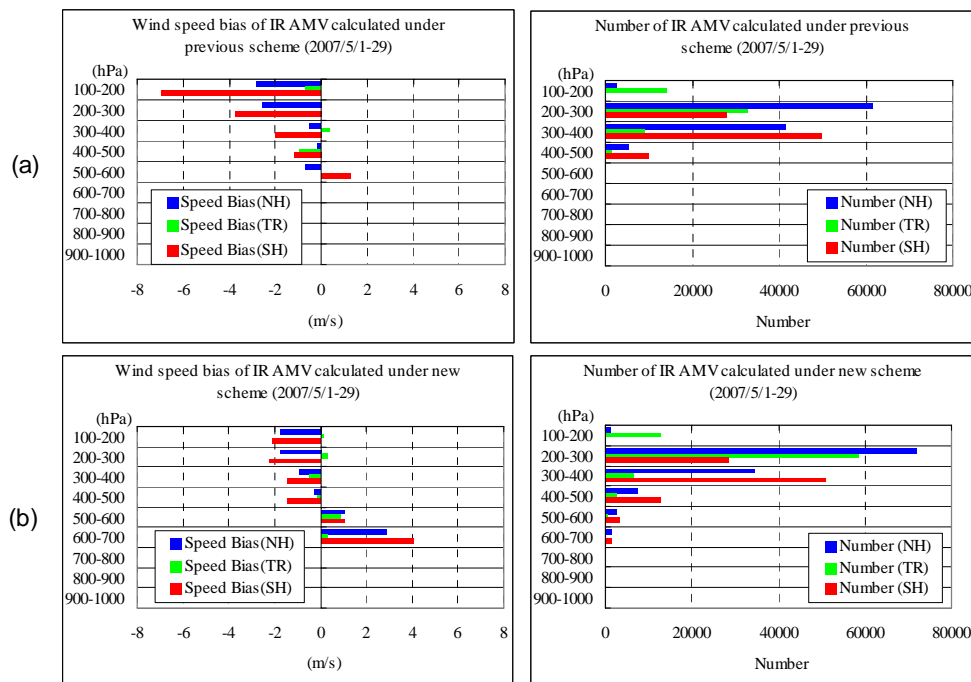 (a)
Wind speed bias of IR AMV calculated under
previous scheme (2007/5/1-29)
(hPa)
100-200
200-300
300-400
400-500
500-600
600-700
700-800
800-900
900-1000
Speed Bias(NH)
Speed Bias(TR)
Speed Bias(SH)
-8 -6 -4 -2 0 2 4 6 8
(m/s)
Number of IR AMV calculated under previous
scheme (2007/5/1-29)
(hPa)
100-200
200-300
300-400
400-500
500-600
600-700
700-800
800-900
900-1000
Number (NH)
Number (TR)
Number (SH)
0 20000 40000 60000 80000
Number
(b)
Wind speed bias of IR AMV calculated under new
scheme (2007/5/1-29)
(hPa)
100-200
200-300
300-400
400-500
500-600
600-700
700-800
800-900
900-1000
Speed Bias(NH)
Speed Bias(TR)
Speed Bias(SH)
-8 -6 -4 -2 0 2 4 6 8
(m/s)
Number of IR AMV calculated under new scheme
(2007/5/1-29)
(hPa)
100-200
200-300
300-400
400-500
500-600
600-700
700-800
800-900
900-1000
Number (NH)
Number (TR)
Number (SH)
0 20000 40000 60000 80000
Number